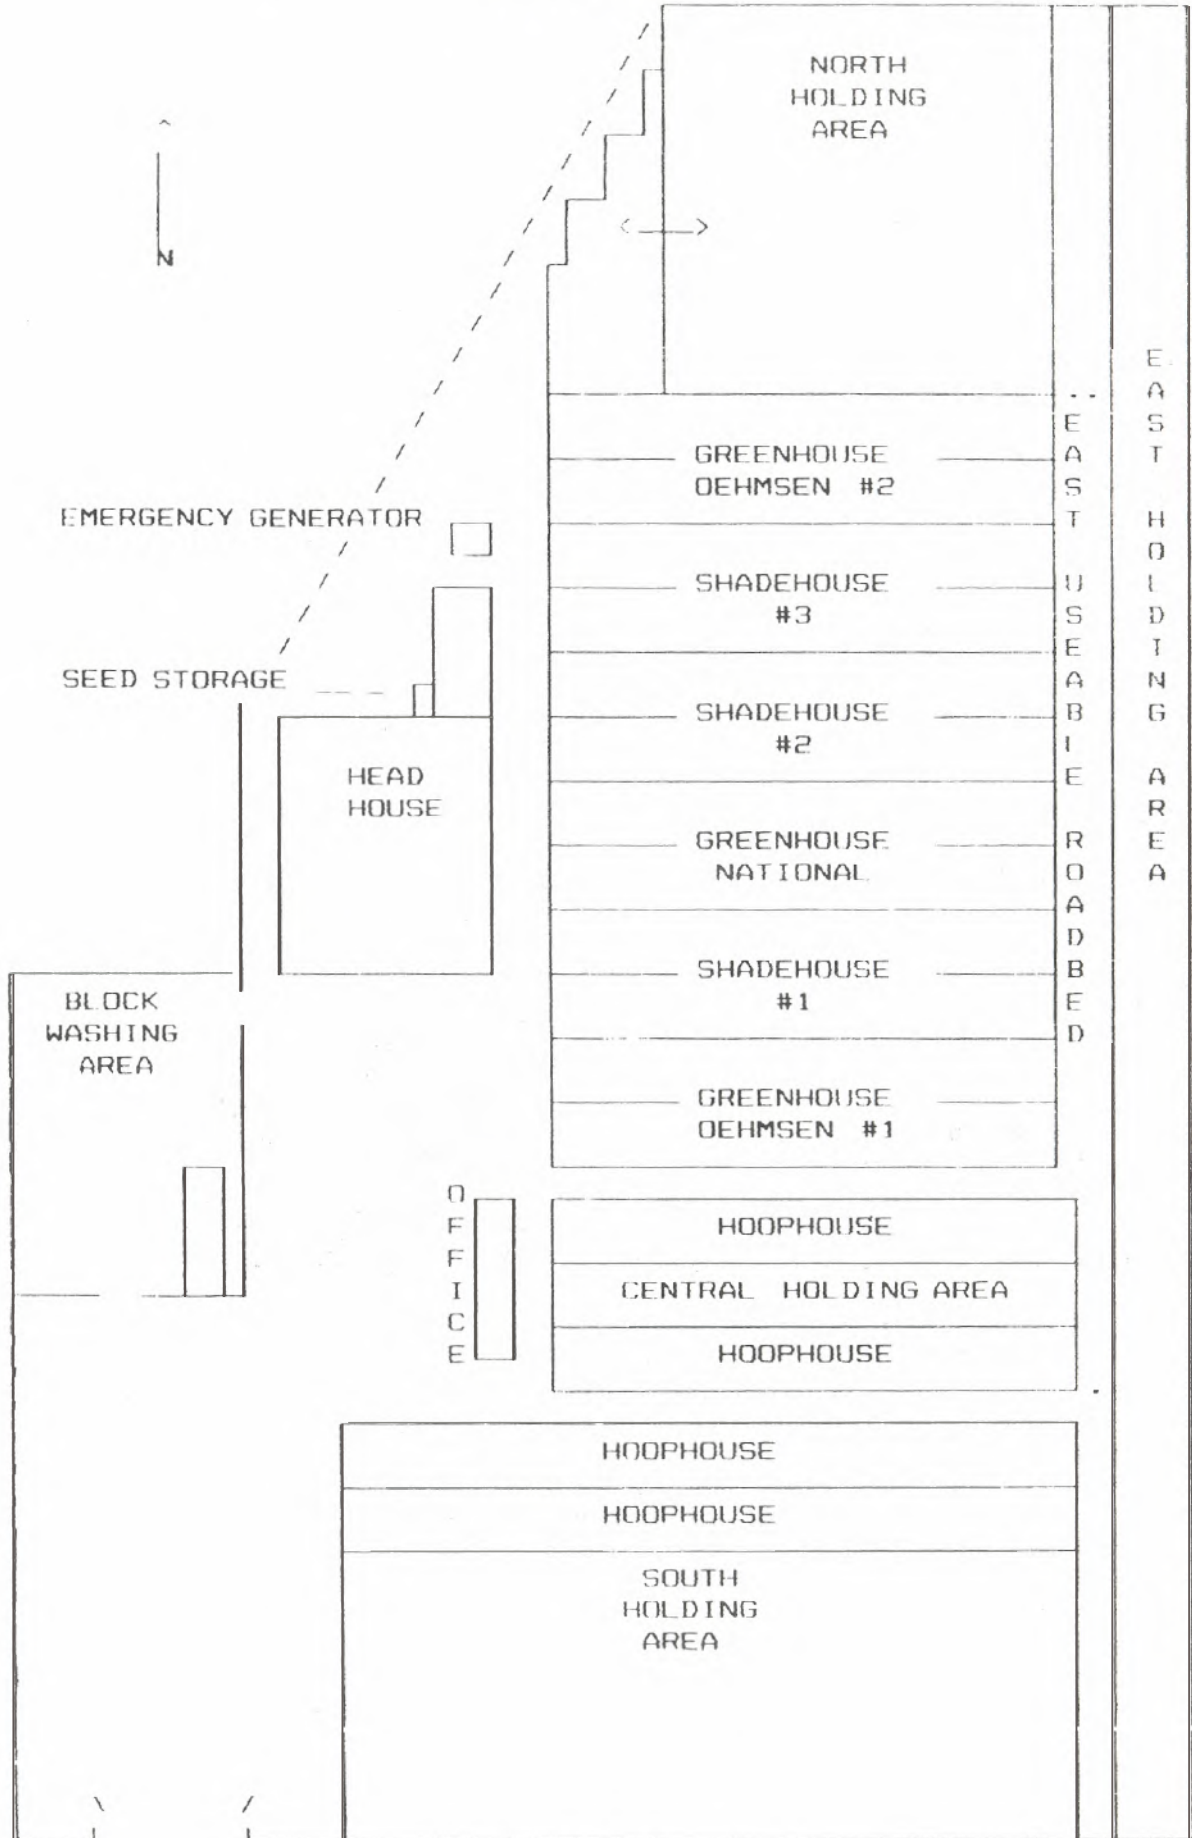 NORTH
HOLDING
AREA
N
GREENHOUSE
OEHMSEN #2
EMERGENCY GENERATOR
SHADEHOUSE
#3
SEED STORAGE
SHADEHOUSE
#2
HEAD
HOUSE
GREENHOUSE
NATIONAL
SHADEHOUSE
#1
BLOCK
WASHING
AREA
GREENHOUSE
OEHMSEN #1
EAST USEABLE ROADBED
EAST HOLDING AREA
OFFICE
HOOPHOUSE
CENTRAL HOLDING AREA
HOOPHOUSE
HOOPHOUSE
HOOPHOUSE
SOUTH
HOLDING
AREA